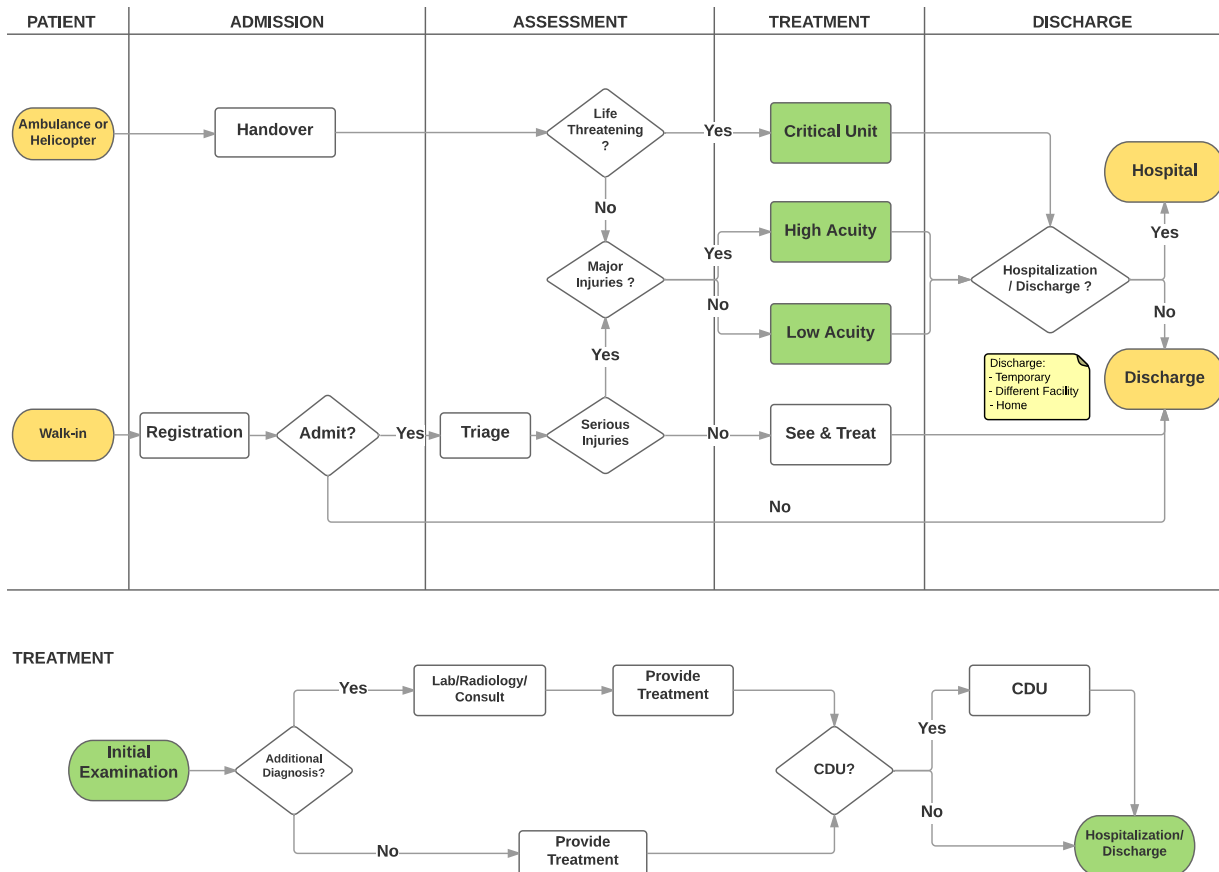 PATIENT
ADMISSION
ASSESSMENT
TREATMENT
DISCHARGE
Ambulance or
Helicopter
Handover
Life
Threatening
?
Yes
Critical Unit
Hospital
No
High Acuity
Yes
Yes
Major
Injuries ?
Hospitalization
/ Discharge ?
No
No
Low Acuity
Yes
Discharge:
- Temporary
- Different Facility
- Home
Discharge
Walk-in
Registration
Admit?
Yes
Triage
Serious
Injuries
No
See & Treat
No
TREATMENT
Yes
Lab/Radiology/
Consult
Provide
Treatment
CDU
Yes
Initial
Examination
Additional
Diagnosis?
CDU?
No
No
Provide
Treatment
Hospitalization/
Discharge